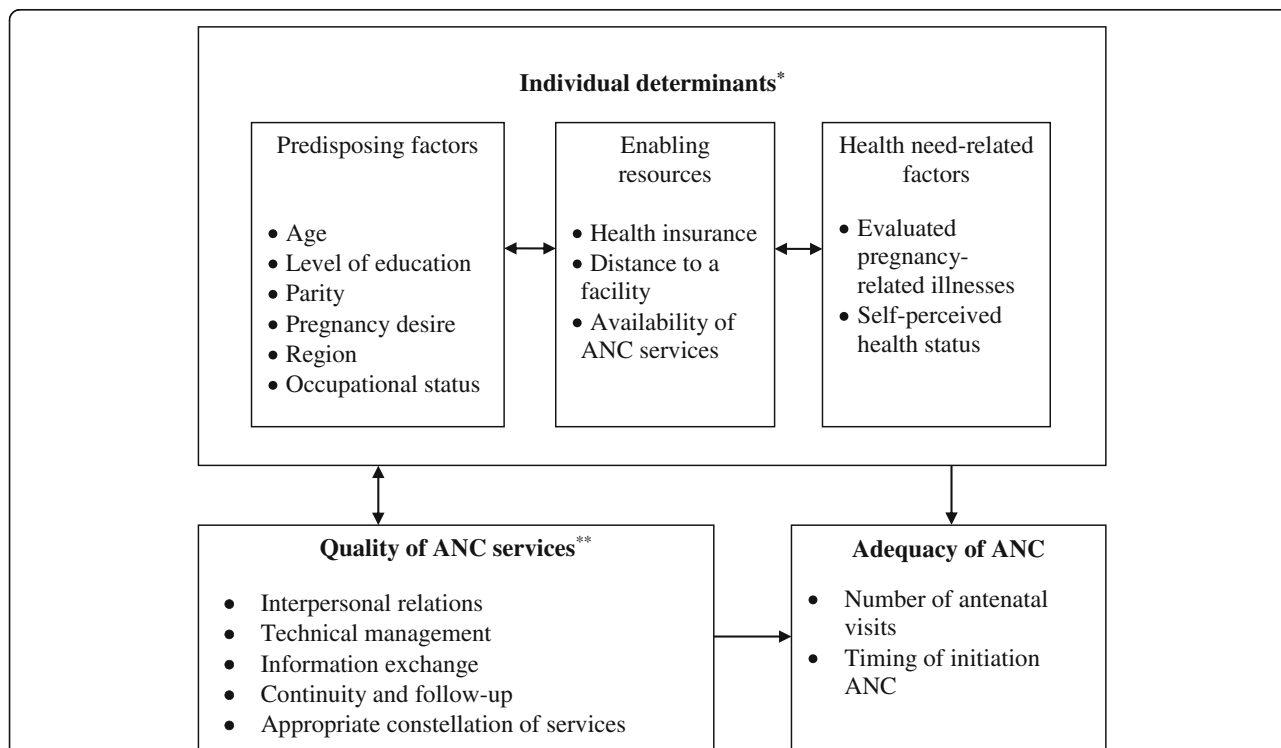 Individual determinants*
Predisposing factors
• Age
• Level of education
• Parity
• Pregnancy desire
• Region
• Occupational status
Enabling
resources
• Health insurance
• Distance to a
facility
• Availability of
ANC services
Health need-related
factors
• Evaluated
pregnancy-
related illnesses
• Self-perceived
health status
Quality of ANC services**
• Interpersonal relations
• Technical management
• Information exchange
• Continuity and follow-up
• Appropriate constellation of services
Adequacy of ANC
• Number of antenatal
visits
• Timing of initiation
ANC